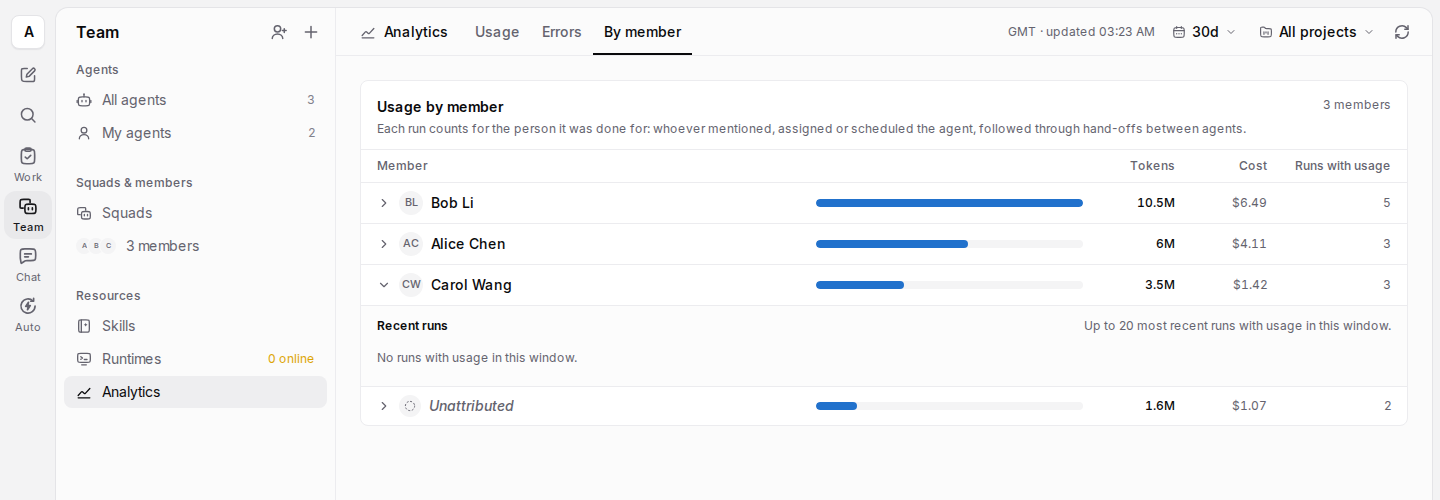 A
Work
Team
Chat
Auto
Team
Agents
All agents 3
My agents 2
Squads & members
Squads
A B C 3 members
Resources
Skills
Runtimes 0 online
Analytics
Analytics Usage Errors By member GMT · updated 03:23 AM 30d All projects
Usage by member 3 members
Each run counts for the person it was done for: whoever mentioned, assigned or scheduled the agent, followed through hand-offs between agents.
Member Tokens Cost Runs with usage
BL Bob Li 10.5M $6.49 5
AC Alice Chen 6M $4.11 3
CW Carol Wang 3.5M $1.42 3
Recent runs Up to 20 most recent runs with usage in this window.
No runs with usage in this window.
Unattributed 1.6M $1.07 2